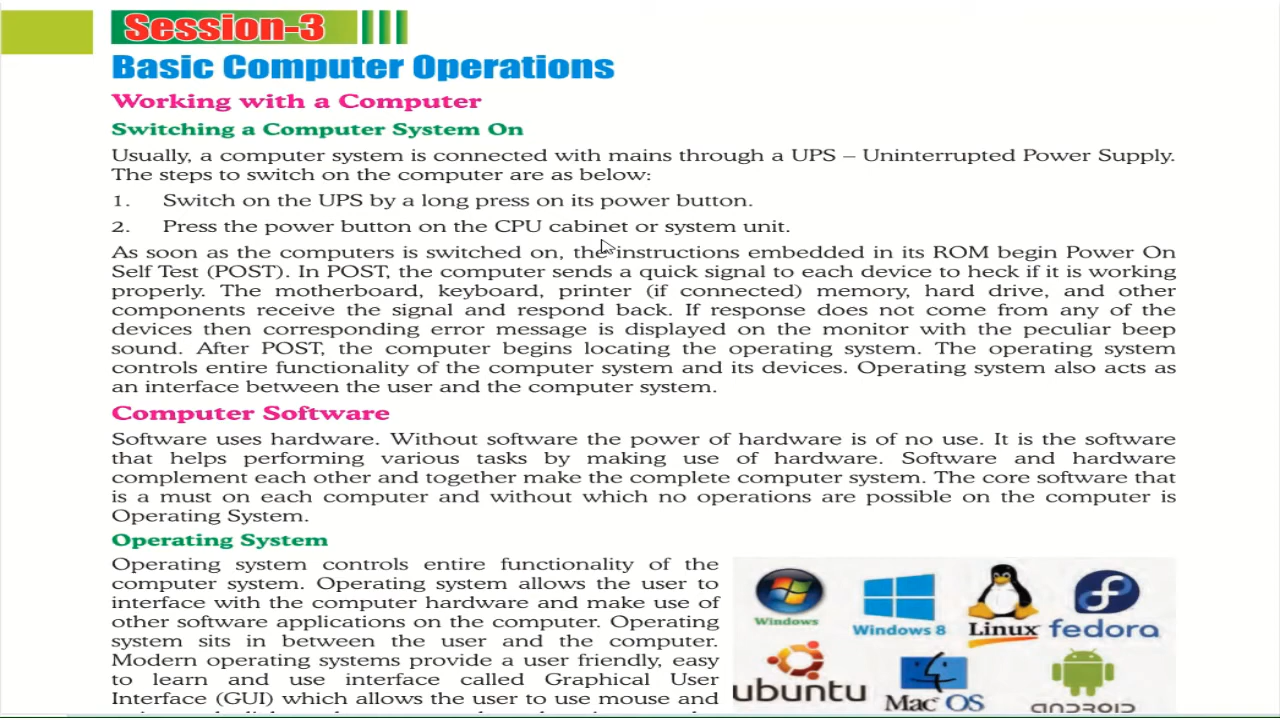 Session-3
Basic Computer Operations
Working with a Computer
Switching a Computer System On
Usually, a computer system is connected with mains through a UPS – Uninterrupted Power Supply.
The steps to switch on the computer are as below:
1. Switch on the UPS by a long press on its power button.
2. Press the power button on the CPU cabinet or system unit.
As soon as the computers is switched on, the instructions embedded in its ROM begin Power On
Self Test (POST). In POST, the computer sends a quick signal to each device to heck if it is working
properly. The motherboard, keyboard, printer (if connected) memory, hard drive, and other
components receive the signal and respond back. If response does not come from any of the
devices then corresponding error message is displayed on the monitor with the peculiar beep
sound. After POST, the computer begins locating the operating system. The operating system
controls entire functionality of the computer system and its devices. Operating system also acts as
an interface between the user and the computer system.
Computer Software
Software uses hardware. Without software the power of hardware is of no use. It is the software
that helps performing various tasks by making use of hardware. Software and hardware
complement each other and together make the complete computer system. The core software that
is a must on each computer and without which no operations are possible on the computer is
Operating System.
Operating System
Operating system controls entire functionality of the
computer system. Operating system allows the user to
interface with the computer hardware and make use of
other software applications on the computer. Operating
system sits in between the user and the computer.
Modern operating systems provide a user friendly, easy
to learn and use interface called Graphical User
Interface (GUI) which allows the user to use mouse and
Windows
Windows 8
Linux
fedora
ubuntu
Mac OS
ANDROID